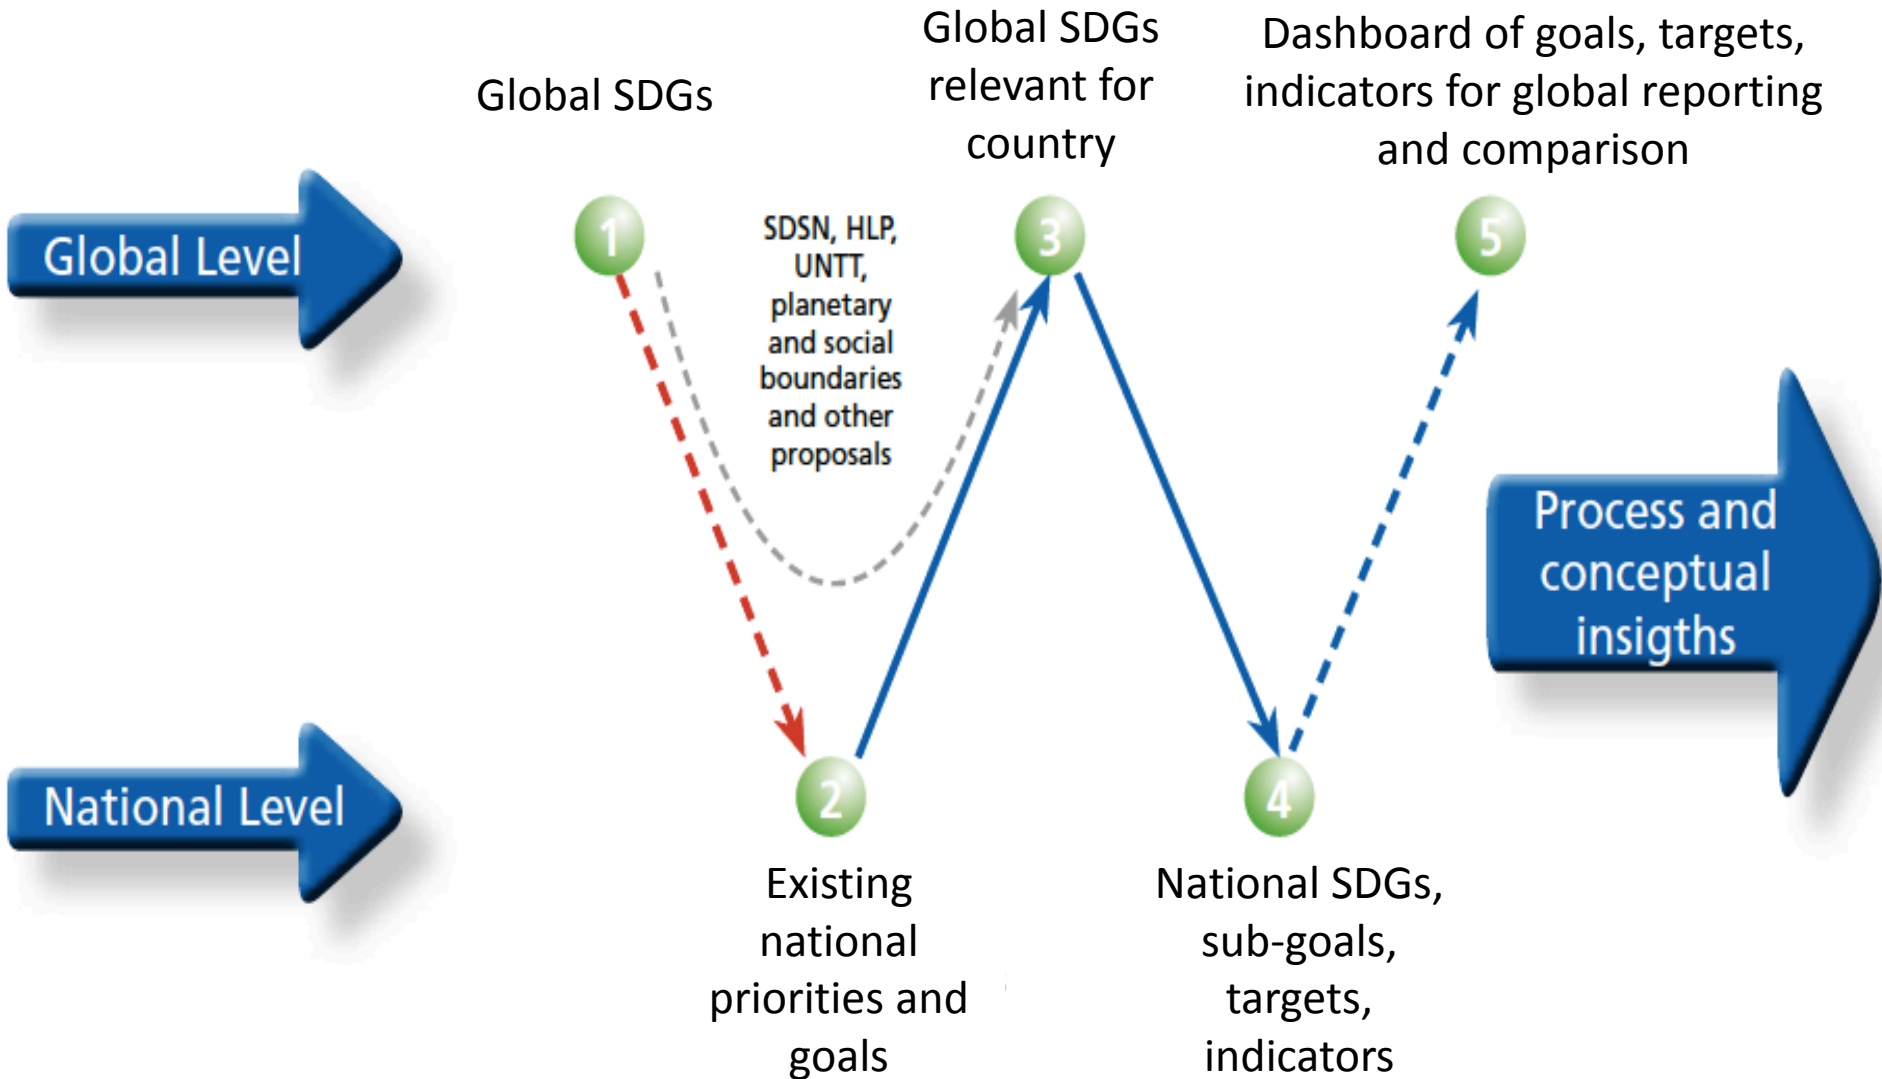 Global SDGs
Global SDGs
relevant for
country
Dashboard of goals, targets,
indicators for global reporting
and comparison
Global Level
1
SDSN, HLP,
UNTT,
planetary
and social
boundaries
and other
proposals
3
5
Process and
conceptual
insigths
National Level
2
4
Existing
national
priorities and
goals
National SDGs,
sub-goals,
targets,
indicators